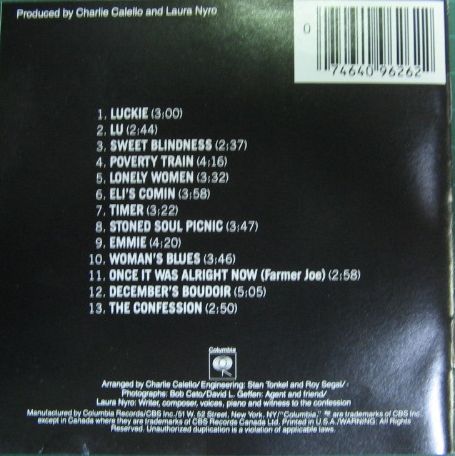 Produced by Charlie Calello and Laura Nyro
0
74640 96262
1. LUCKIE (3:00)
2. LU (2:44)
3. SWEET BLINDNESS (2:37)
4. POVERTY TRAIN (4:16)
5. LONELY WOMEN (3:32)
6. ELI'S COMIN (3:58)
7. TIMER (3:22)
8. STONED SOUL PICNIC (3:47)
9. EMMIE (4:20)
10. WOMAN'S BLUES (3:46)
11. ONCE IT WAS ALRIGHT NOW (Farmer Joe) (2:58)
12. DECEMBER'S BOUDOIR (5:05)
13. THE CONFESSION (2:50)
Columbia
Arranged by Charlie Calello/ Engineering: Stan Tonkel and Roy Segal/
Photographs: Bob Cato/David L. Geffen: Agent and friend/
Laura Nyro: Writer, composer, voices, piano and witness to the confession
Manufactured by Columbia Records/CBS Inc./51 W. 52 Street, New York, NY/"Columbia," are trademarks of CBS Inc.
except in Canada where they are trademarks of CBS Records Canada Ltd. Printed in U.S.A./WARNING: All Rights
Reserved. Unauthorized duplication is a violation of applicable laws.